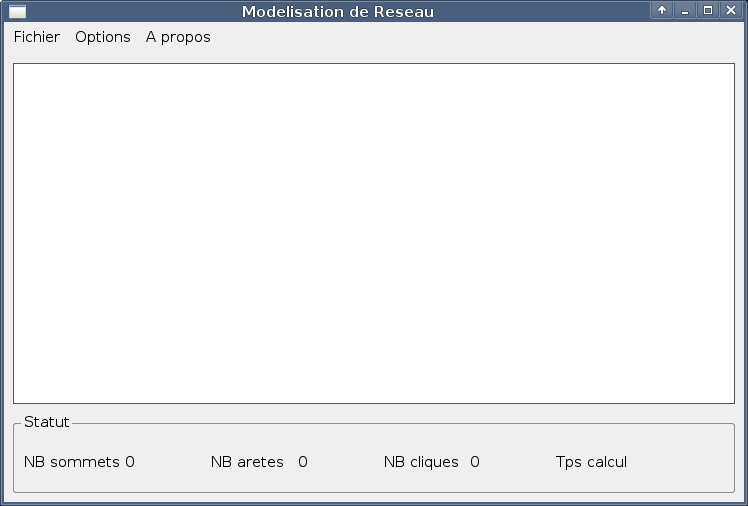 Modelisation de Reseau
Fichier Options A propos
Statut
NB sommets 0 NB aretes 0 NB cliques 0 Tps calcul